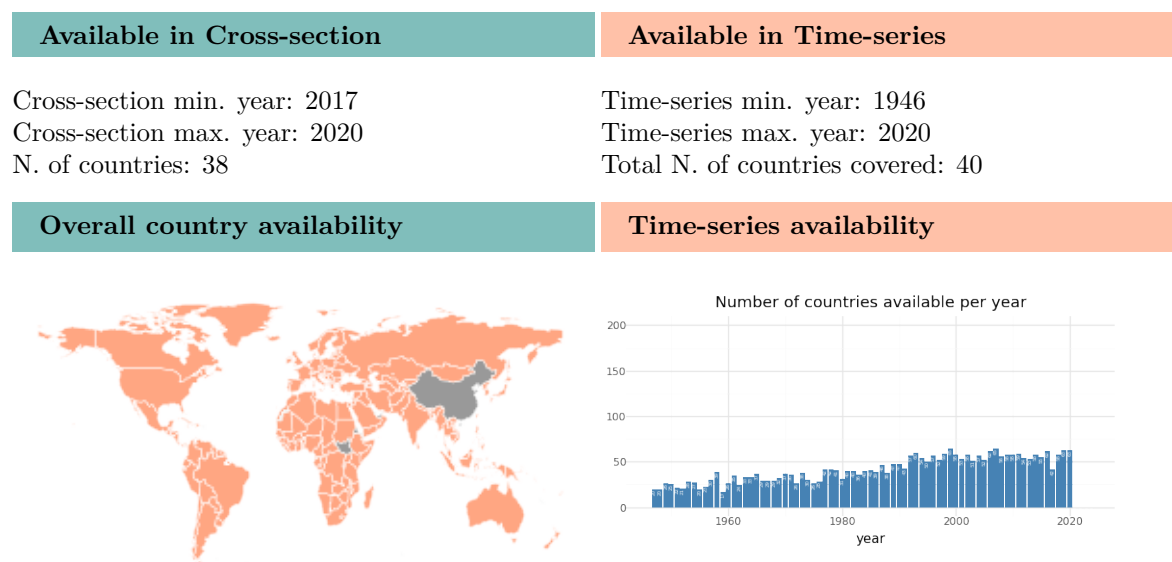 Available in Cross-section
Available in Time-series
Cross-section min. year: 2017
Cross-section max. year: 2020
N. of countries: 38
Time-series min. year: 1946
Time-series max. year: 2020
Total N. of countries covered: 40
Overall country availability
Time-series availability
Number of countries available per year
200
150
100
50
0
1960
1980
2000
2020
year